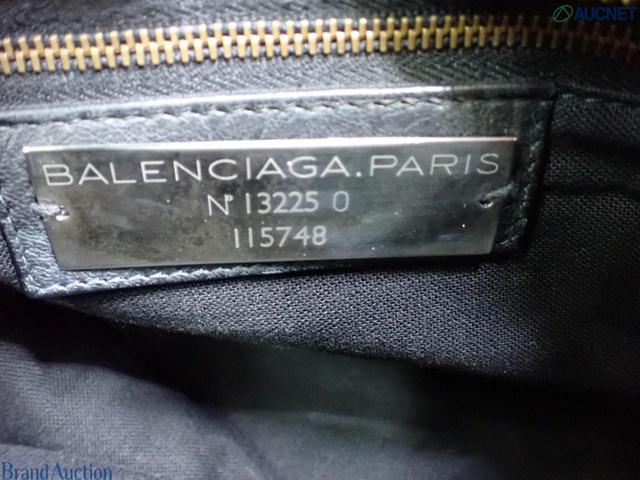 AUCNET
BALENCIAGA.PARIS
N° 13225 0
115748
Brand Auction